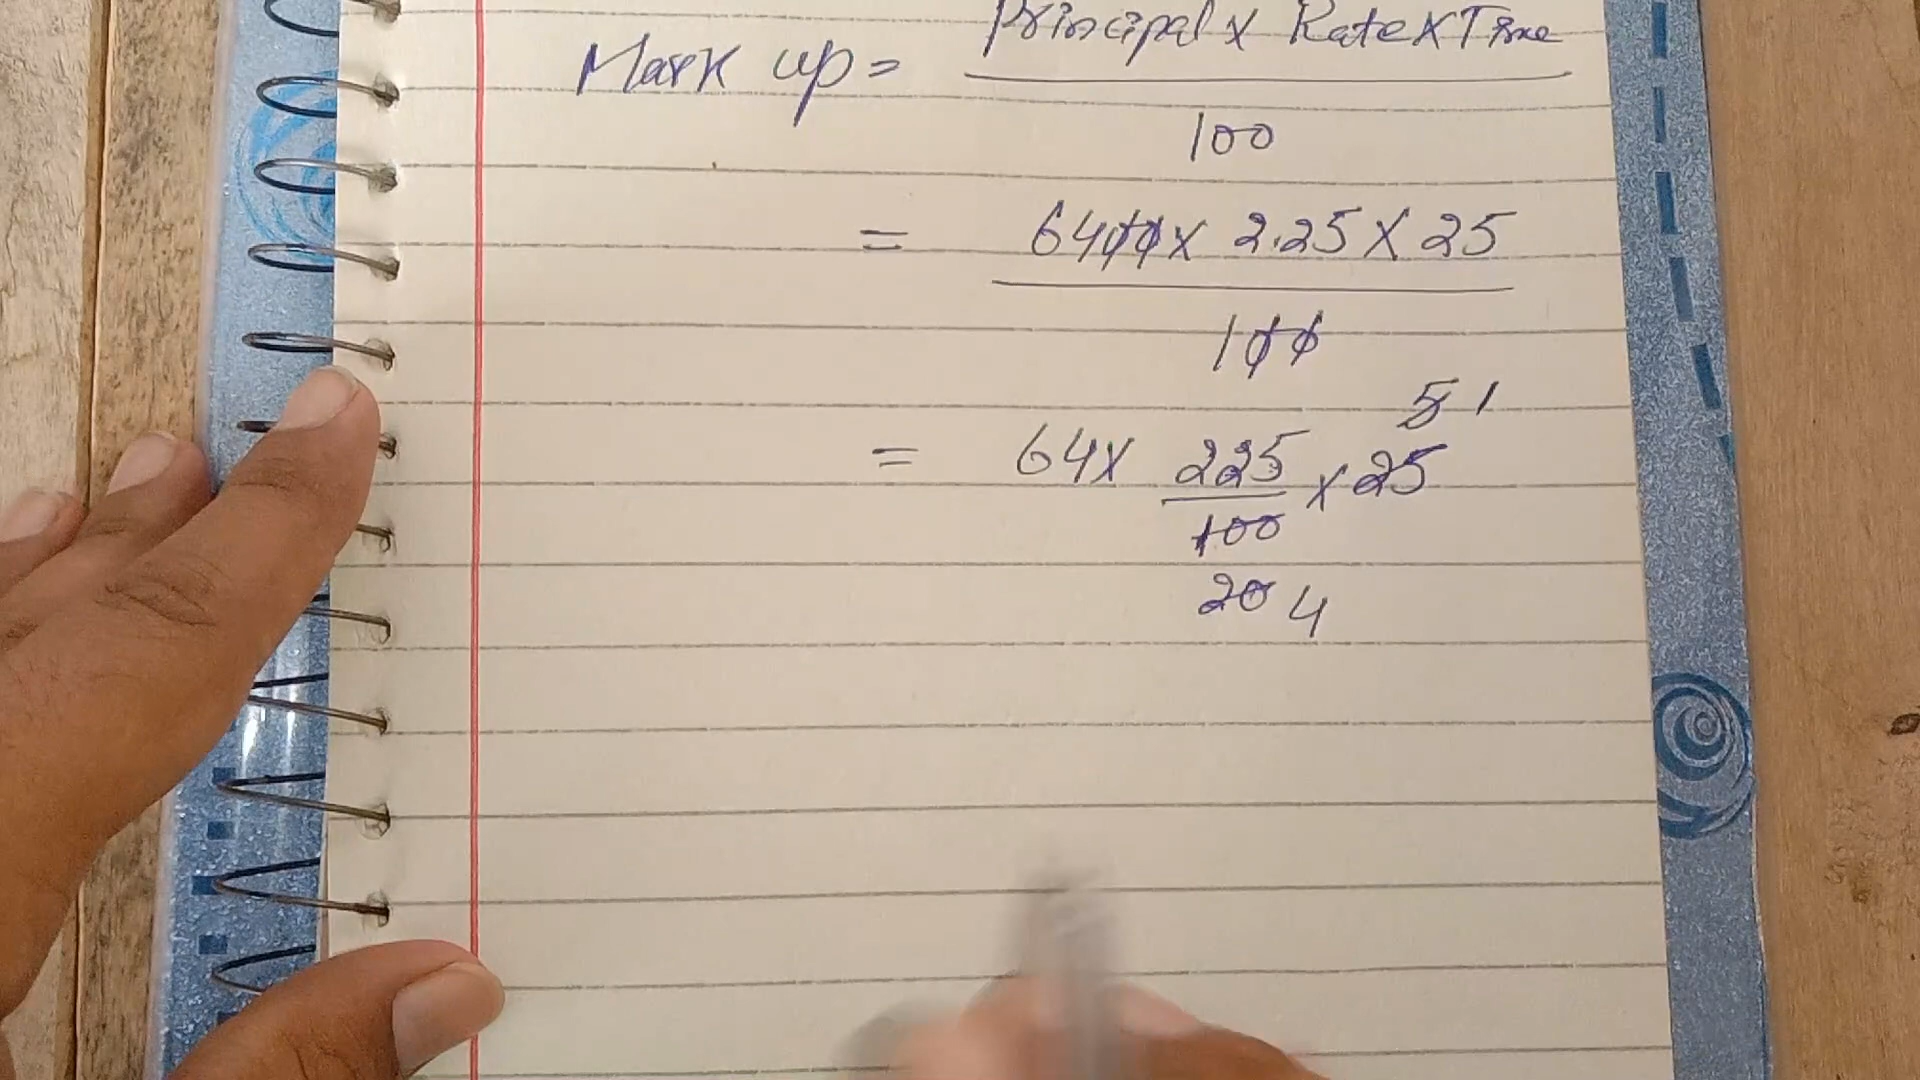 Principal x Rate x Time
Mark up =
100
= 6400 x 2.25 x 25
100
5 1
= 64 x 225 x 25
100
20 4